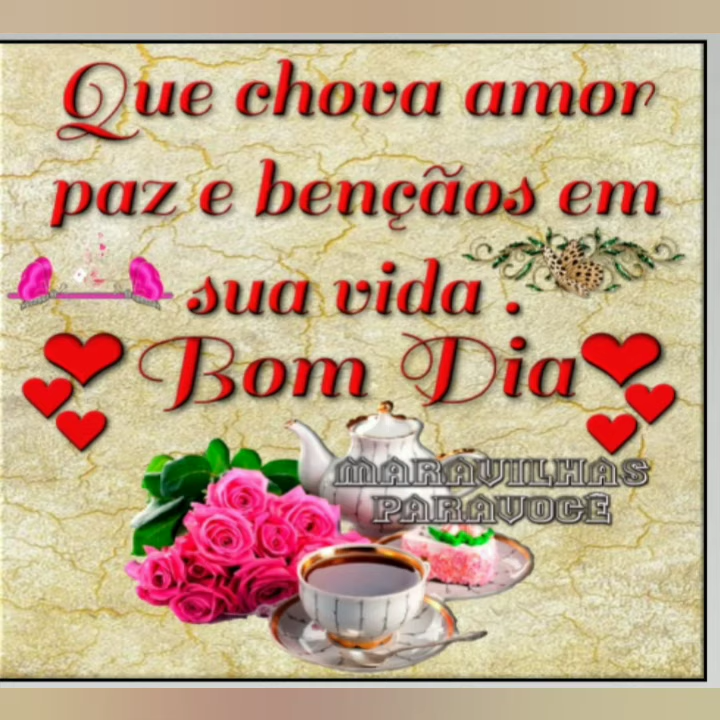 Que chova amor
paz e bençãos em
sua vida .
Bom Dia
MARAVILHAS
PARAVOCÊ